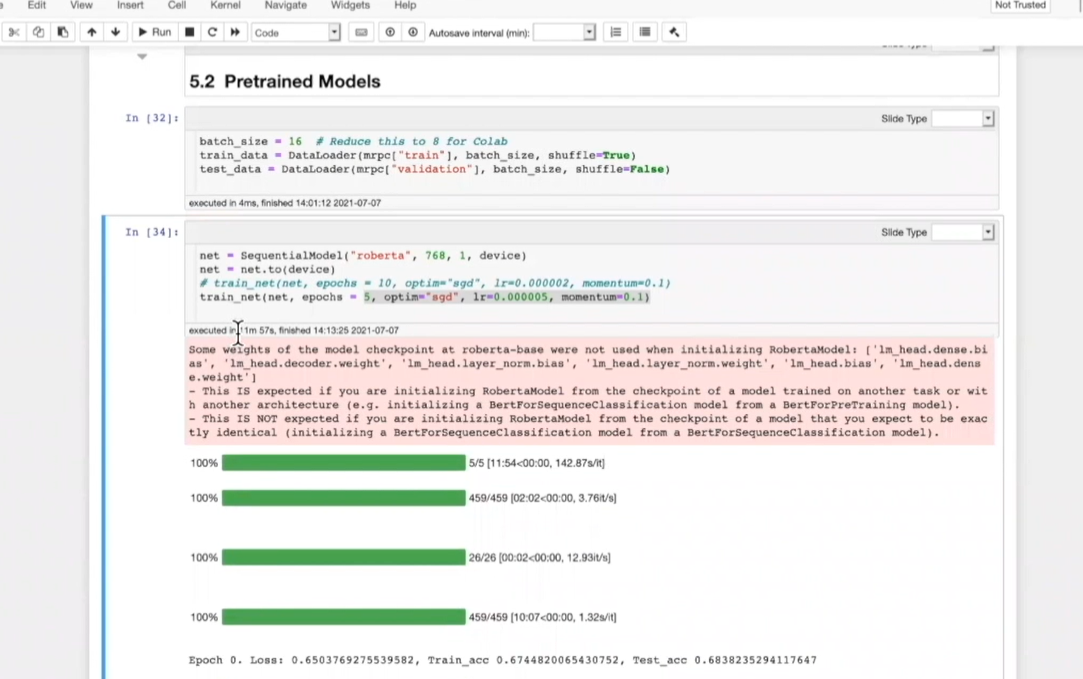 Edit View Insert Cell Kernel Navigate Widgets Help Not Trusted
Run Code Autosave interval (min):
5.2 Pretrained Models
In [32]: Slide Type
batch_size = 16 # Reduce this to 8 for Colab
train_data = DataLoader(mrpc["train"], batch_size, shuffle=True)
test_data = DataLoader(mrpc["validation"], batch_size, shuffle=False)
executed in 4ms, finished 14:01:12 2021-07-07
In [34]: Slide Type
net = SequentialModel("roberta", 768, 1, device)
net = net.to(device)
# train_net(net, epochs = 10, optim="sgd", lr=0.000002, momentum=0.1)
train_net(net, epochs = 5, optim="sgd", lr=0.000005, momentum=0.1)
executed in 11m 57s, finished 14:13:25 2021-07-07
Some weights of the model checkpoint at roberta-base were not used when initializing RobertaModel: ['lm_head.dense.bi
as', 'lm_head.decoder.weight', 'lm_head.layer_norm.bias', 'lm_head.layer_norm.weight', 'lm_head.bias', 'lm_head.dens
e.weight']
- This IS expected if you are initializing RobertaModel from the checkpoint of a model trained on another task or wit
h another architecture (e.g. initializing a BertForSequenceClassification model from a BertForPreTraining model).
- This IS NOT expected if you are initializing RobertaModel from the checkpoint of a model that you expect to be exac
tly identical (initializing a BertForSequenceClassification model from a BertForSequenceClassification model).
100% 5/5 [11:54<00:00, 142.87s/it]
100% 459/459 [02:02<00:00, 3.76it/s]
100% 26/26 [00:02<00:00, 12.93it/s]
100% 459/459 [10:07<00:00, 1.32s/it]
Epoch 0. Loss: 0.6503769275539582, Train_acc 0.6744820065430752, Test_acc 0.6838235294117647